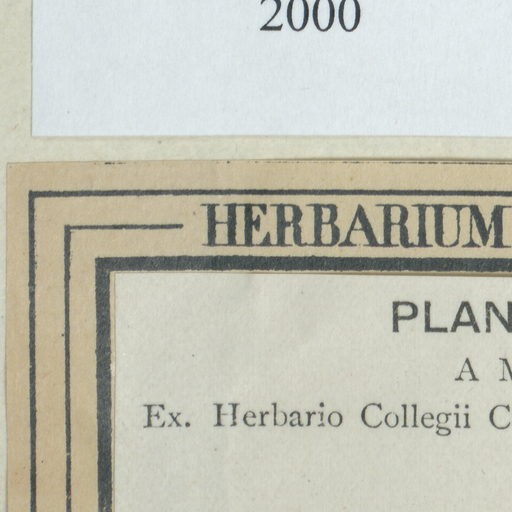 2000
HERBARIUM
PLAN
A M
Ex. Herbario Collegii C